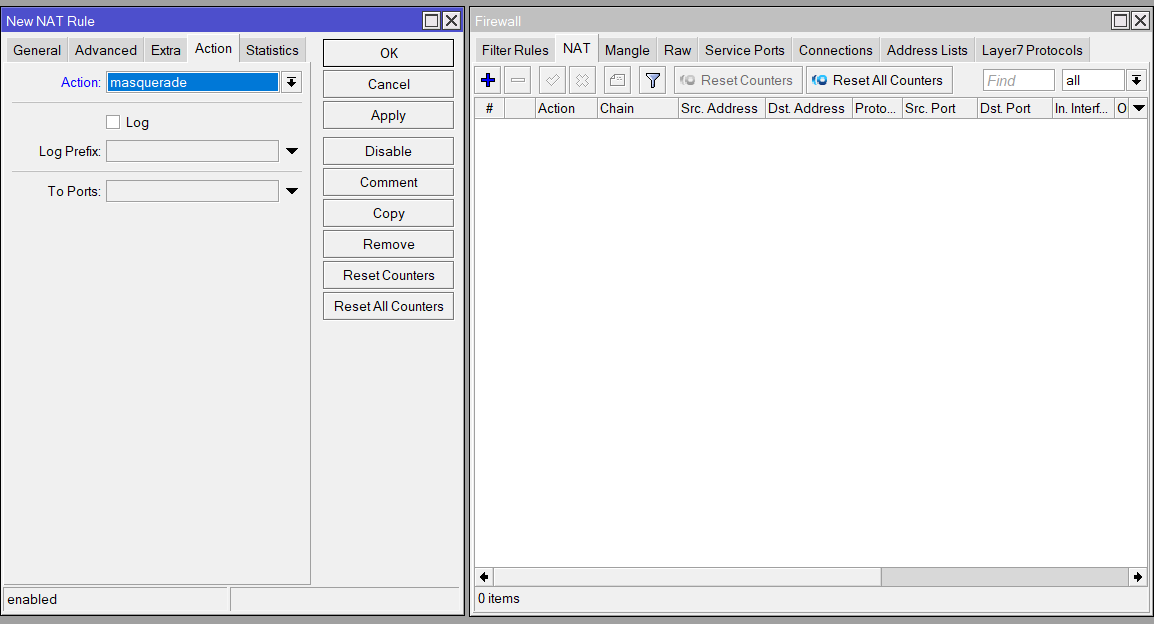 New NAT Rule
General Advanced Extra Action Statistics
Action: masquerade
Log
Log Prefix:
To Ports:
OK
Cancel
Apply
Disable
Comment
Copy
Remove
Reset Counters
Reset All Counters
enabled
Firewall
Filter Rules NAT Mangle Raw Service Ports Connections Address Lists Layer7 Protocols
Reset Counters Reset All Counters Find all
# Action Chain Src. Address Dst. Address Proto... Src. Port Dst. Port In. Interf... O
0 items